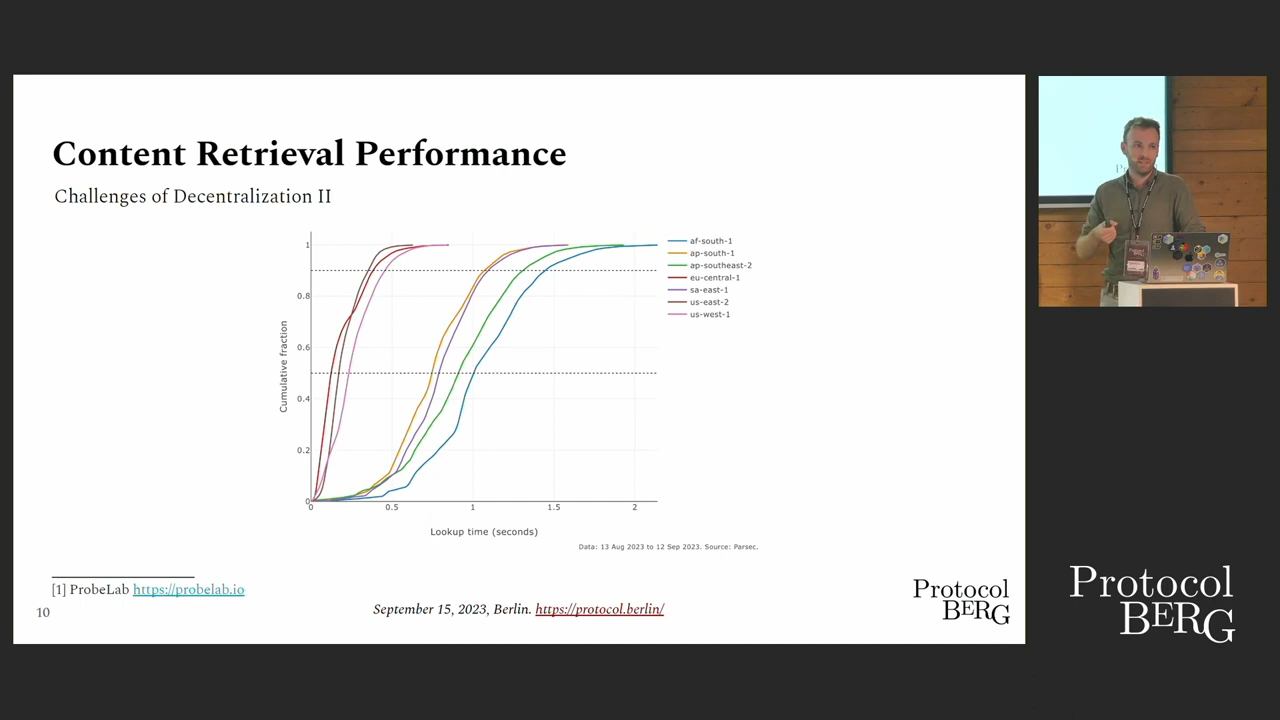 Content Retrieval Performance
Challenges of Decentralization II
Cumulative fraction
1
0.8
0.6
0.4
0.2
0
0
0.5
1
1.5
2
Lookup time (seconds)
af-south-1
ap-south-1
ap-southeast-2
eu-central-1
sa-east-1
us-east-2
us-west-1
Data: 13 Aug 2023 to 12 Sep 2023. Source: Parsec.
[1] ProbeLab https://probelab.io
10
September 15, 2023, Berlin. https://protocol.berlin/
Protocol
BERG
Protocol
BERG